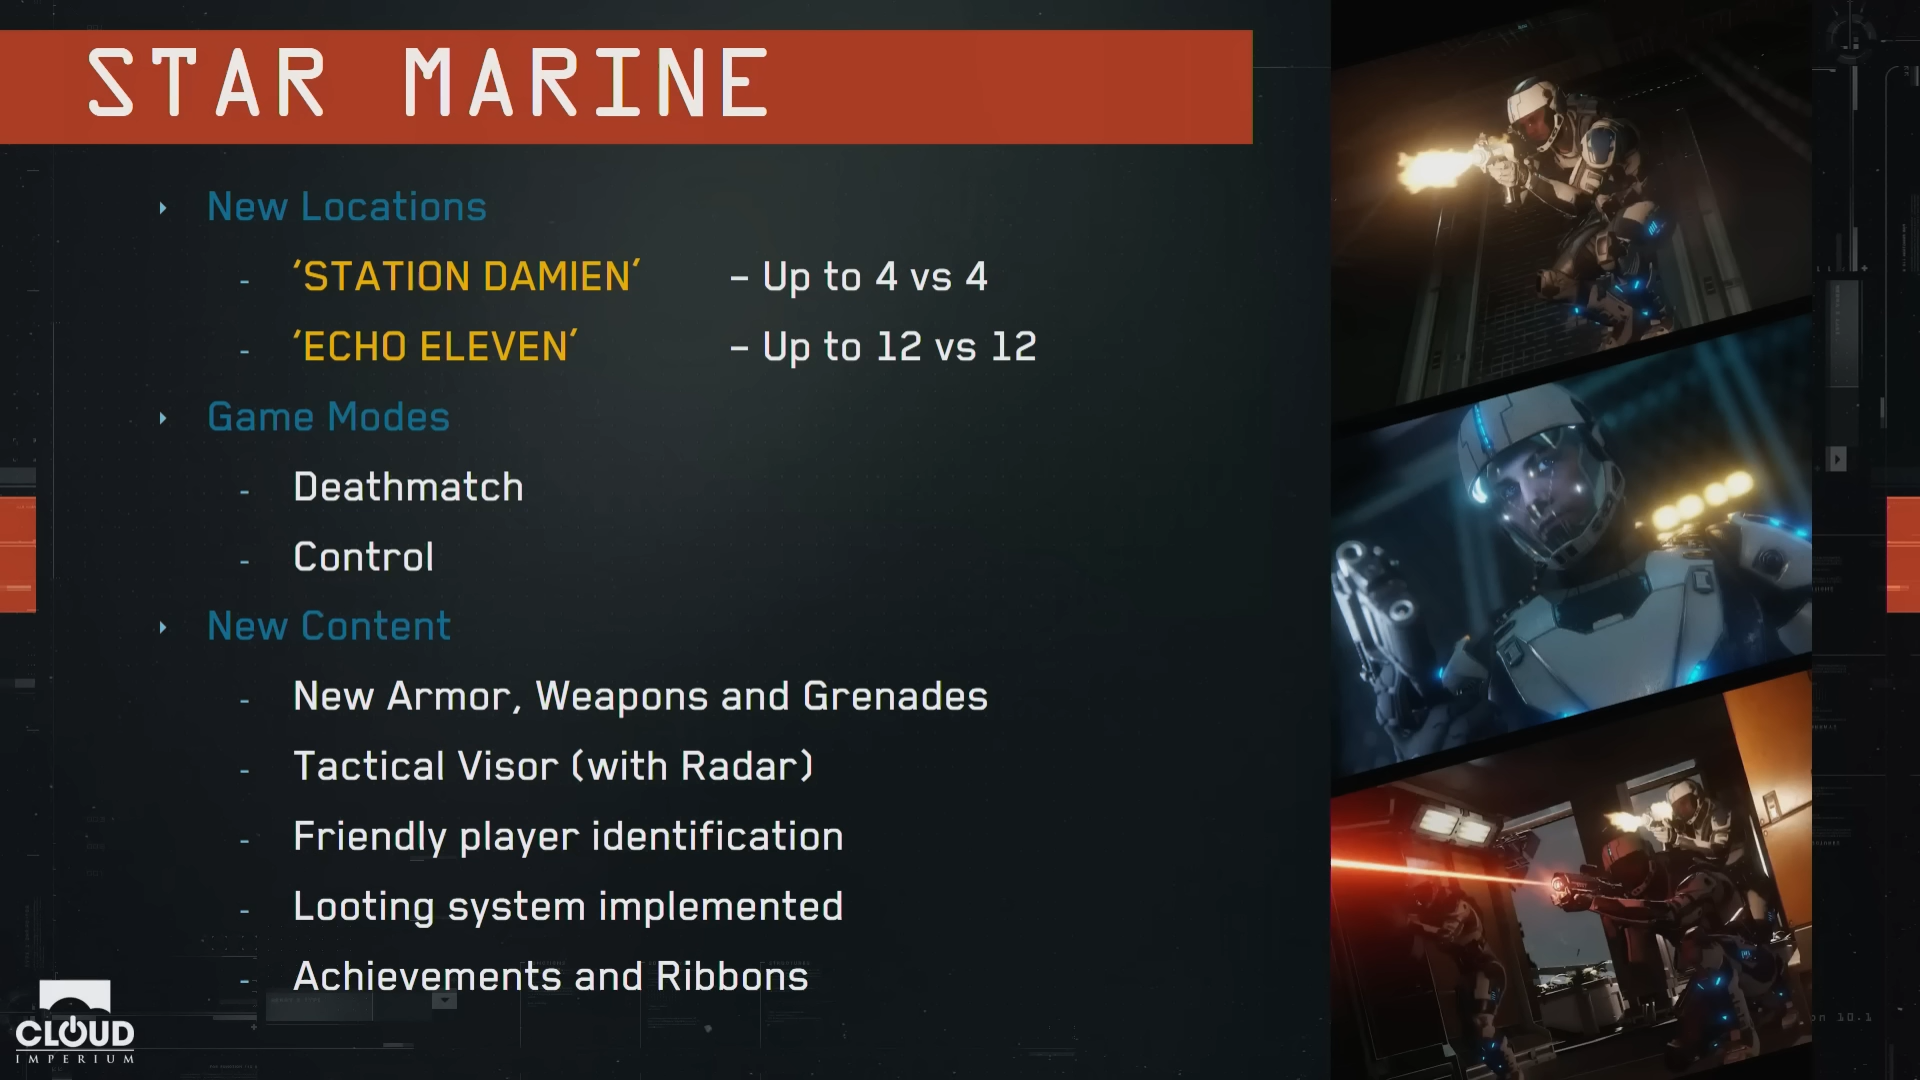 STAR MARINE
New Locations
- ‘STATION DAMIEN’ – Up to 4 vs 4
- ‘ECHO ELEVEN’ – Up to 12 vs 12
Game Modes
- Deathmatch
- Control
New Content
- New Armor, Weapons and Grenades
- Tactical Visor (with Radar)
- Friendly player identification
- Looting system implemented
- Achievements and Ribbons
CLOUD
IMPERIUM